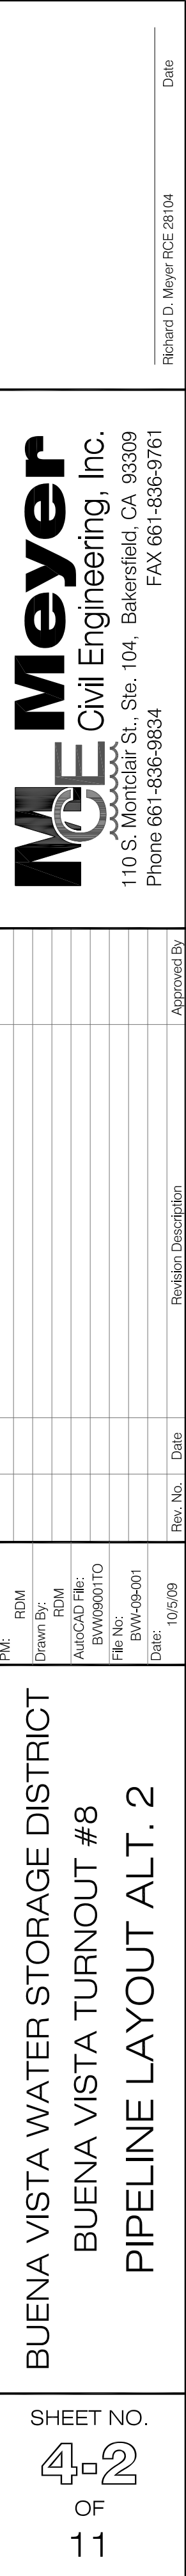 Richard D. Meyer RCE 28104
Date
Meyer
MCE Civil Engineering, Inc.
110 S. Montclair St., Ste. 104, Bakersfield, CA 93309
Phone 661-836-9834 FAX 661-836-9761
Rev. No. Date Revision Description Approved By
PM:
RDM
Drawn By:
RDM
AutoCAD File:
BVW09001TO
File No:
BVW-09-001
Date:
10/5/09
BUENA VISTA WATER STORAGE DISTRICT
BUENA VISTA TURNOUT #8
PIPELINE LAYOUT ALT. 2
SHEET NO.
4-2
OF
11